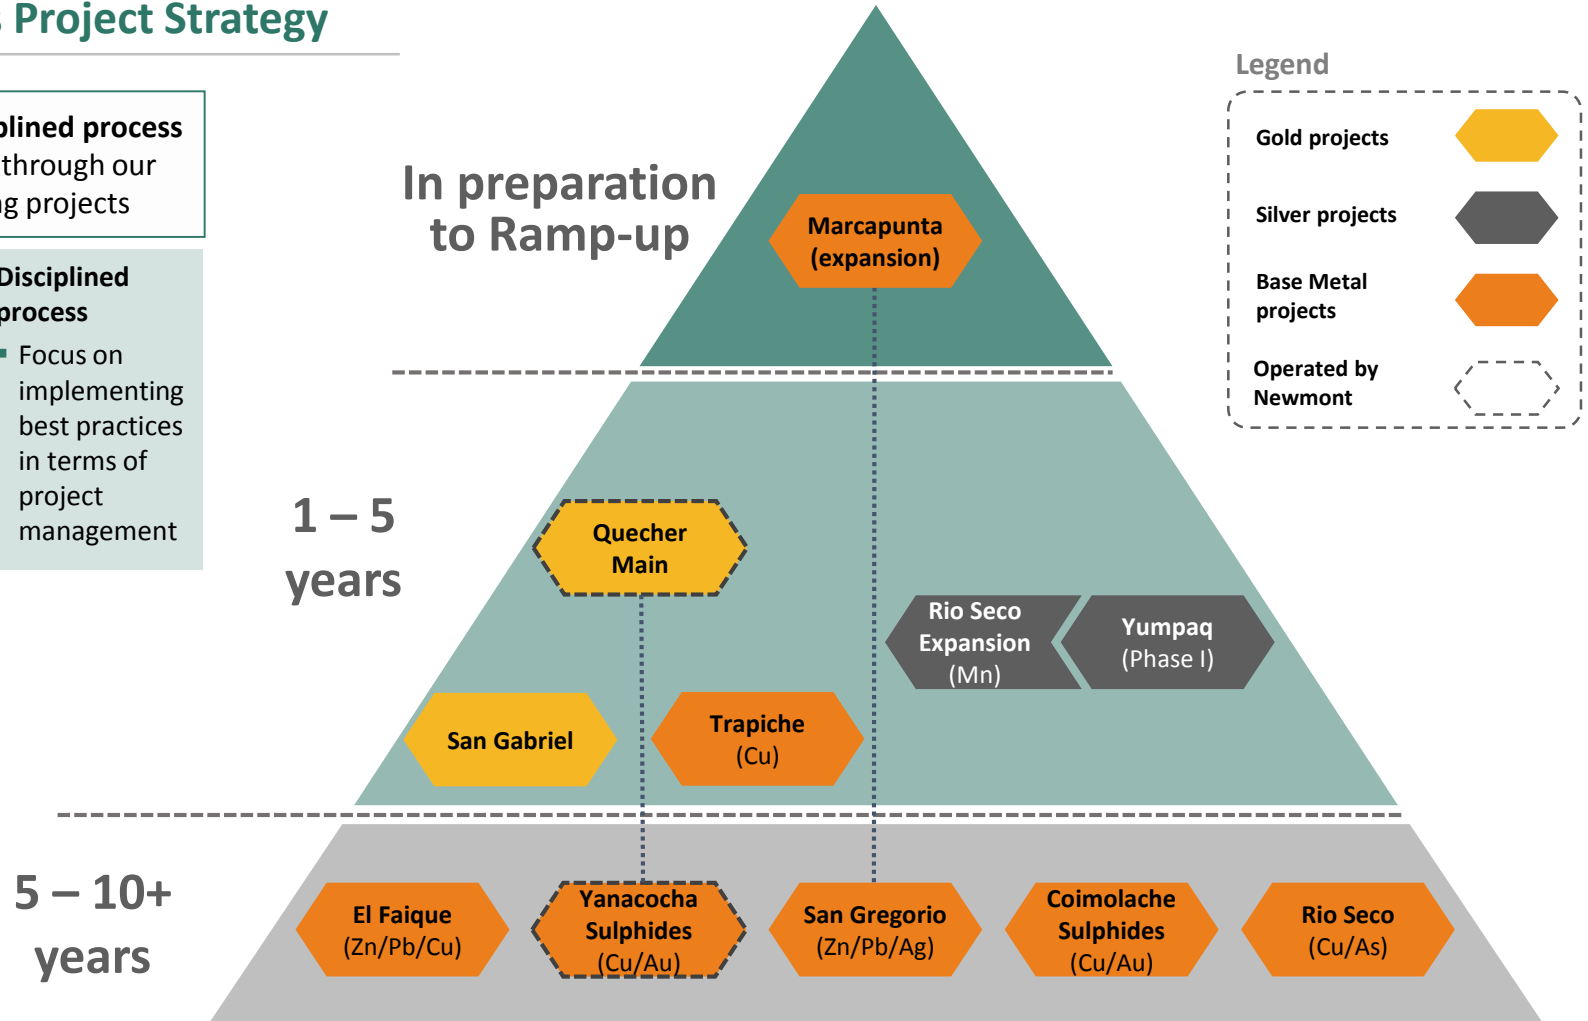 Project Strategy
process
through our
projects
Disciplined
process
Focus on
implementing
best practices
in terms of
project
management
In preparation
to Ramp-up
Marcapunta
(expansion)
Legend
Gold projects
Silver projects
Base Metal
projects
Operated by
Newmont
1 – 5
years
Quecher
Main
Rio Seco
Expansion
(Mn)
Yumpaq
(Phase I)
San Gabriel
Trapiche
(Cu)
5 – 10+
years
El Faique
(Zn/Pb/Cu)
Yanacocha
Sulphides
(Cu/Au)
San Gregorio
(Zn/Pb/Ag)
Coimolache
Sulphides
(Cu/Au)
Rio Seco
(Cu/As)